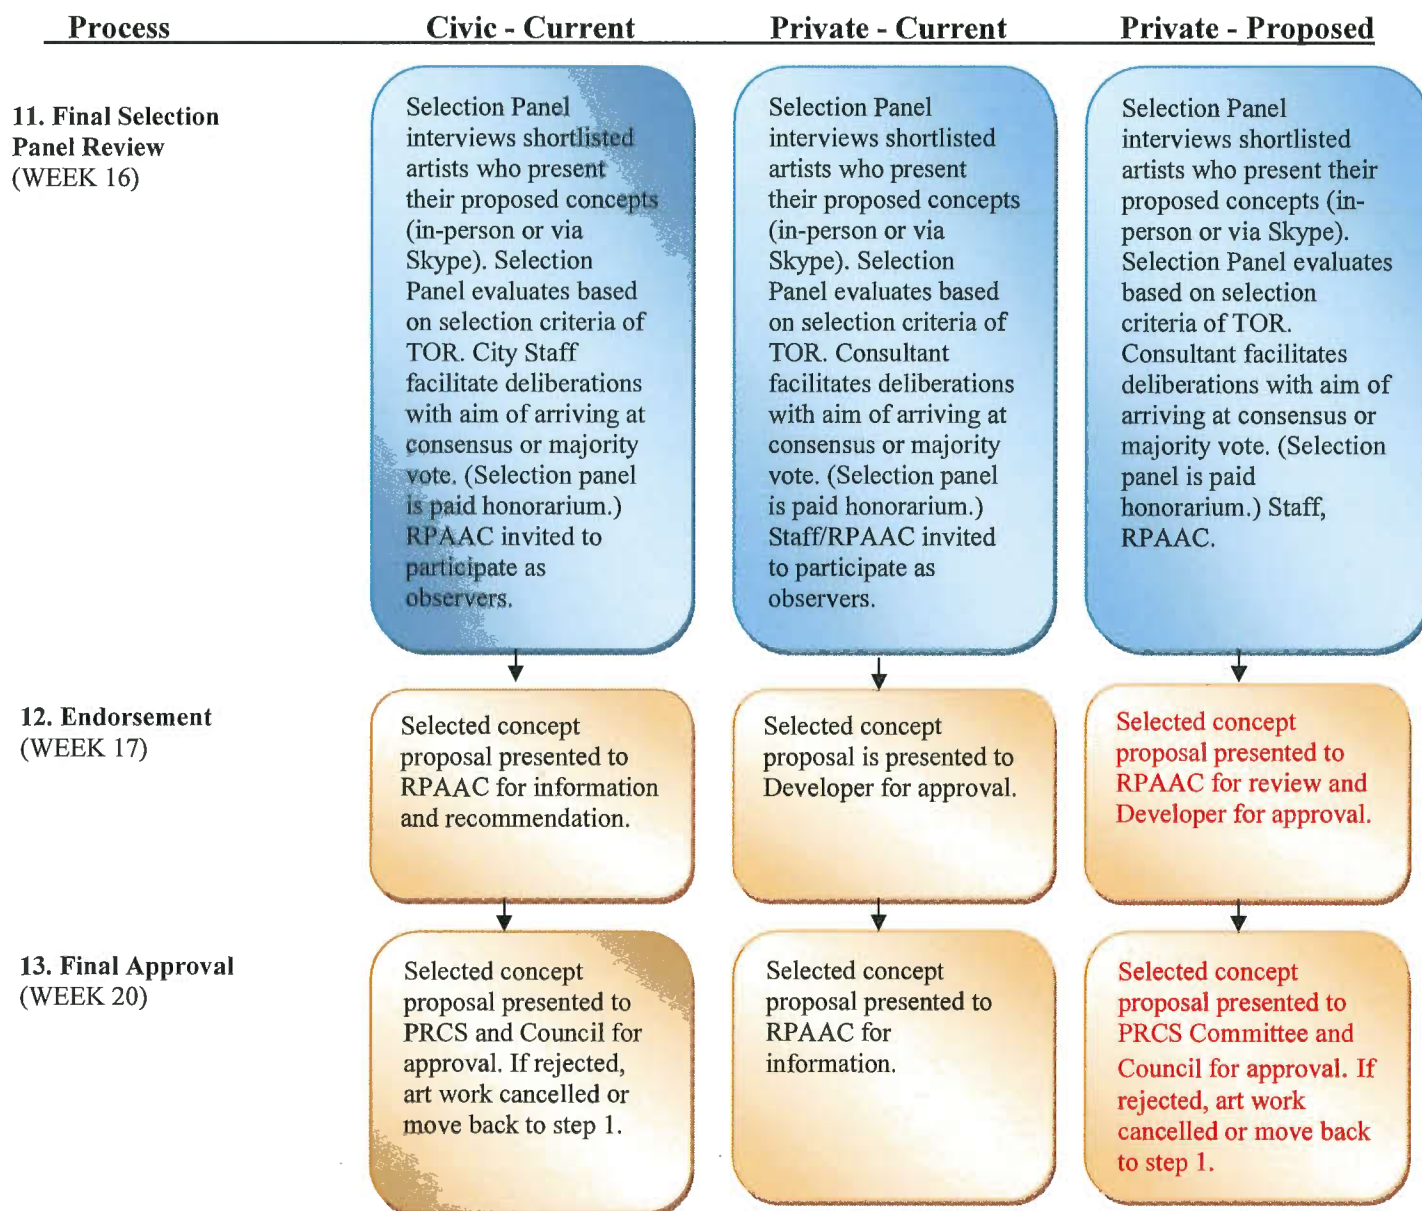 Process Civic - Current Private - Current Private - Proposed
11. Final Selection
Panel Review
(WEEK 16)
Selection Panel
interviews shortlisted
artists who present
their proposed concepts
(in-person or via
Skype). Selection
Panel evaluates based
on selection criteria of
TOR. City Staff
facilitate deliberations
with aim of arriving at
consensus or majority
vote. (Selection panel
is paid honorarium.)
RPAAC invited to
participate as
observers.
Selection Panel
interviews shortlisted
artists who present
their proposed concepts
(in-person or via
Skype). Selection
Panel evaluates based
on selection criteria of
TOR. Consultant
facilitates deliberations
with aim of arriving at
consensus or majority
vote. (Selection panel
is paid honorarium.)
Staff/RPAAC invited
to participate as
observers.
Selection Panel
interviews shortlisted
artists who present their
proposed concepts (in-
person or via Skype).
Selection Panel evaluates
based on selection
criteria of TOR.
Consultant facilitates
deliberations with aim of
arriving at consensus or
majority vote. (Selection
panel is paid
honorarium.) Staff,
RPAAC.
12. Endorsement
(WEEK 17)
Selected concept
proposal presented to
RPAAC for information
and recommendation.
Selected concept
proposal is presented to
Developer for approval.
Selected concept
proposal presented to
RPAAC for review and
Developer for approval.
13. Final Approval
(WEEK 20)
Selected concept
proposal presented to
PRCS and Council for
approval. If rejected,
art work cancelled or
move back to step 1.
Selected concept
proposal presented to
RPAAC for
information.
Selected concept
proposal presented to
PRCS Committee and
Council for approval. If
rejected, art work
cancelled or move back
to step 1.